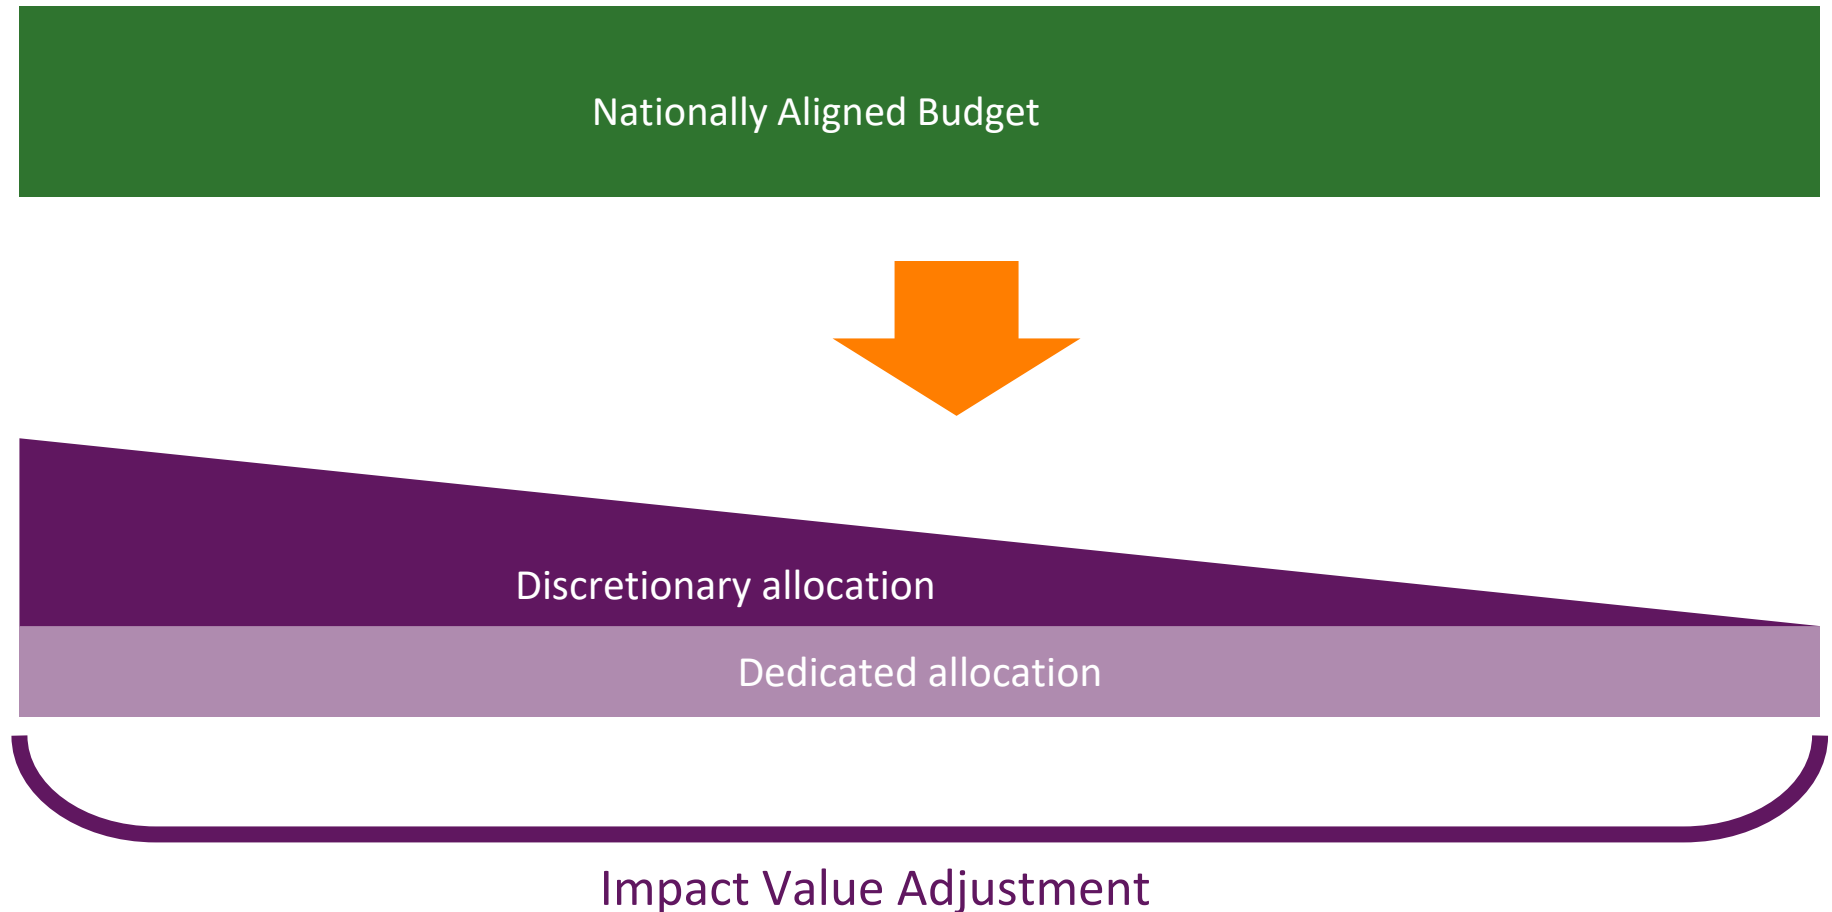 Nationally Aligned Budget
Discretionary allocation
Dedicated allocation
Impact Value Adjustment